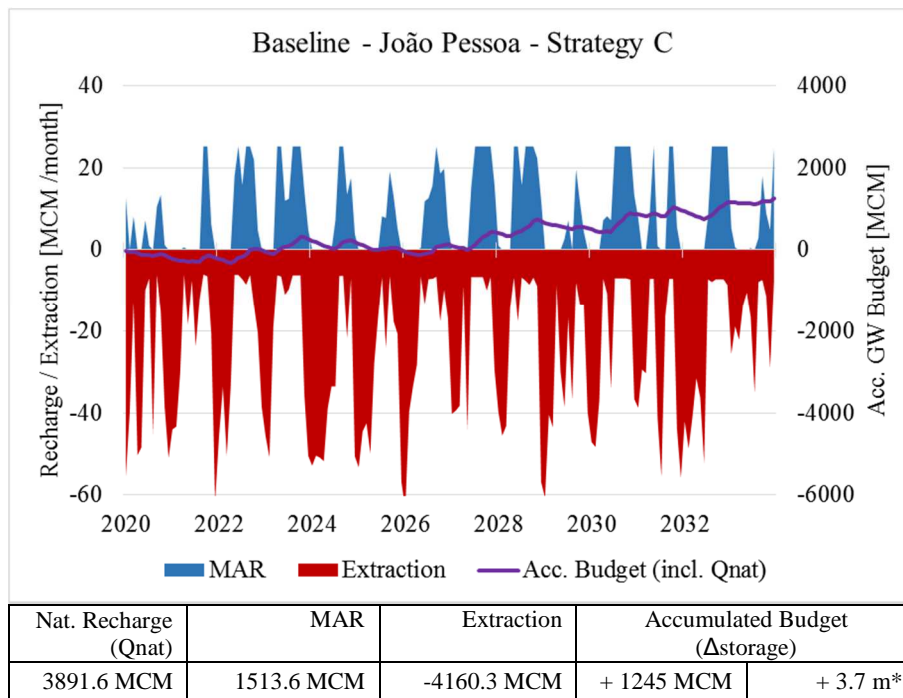 Baseline - João Pessoa - Strategy C
Recharge / Extraction [MCM /month]
40
20
0
-20
-40
-60
4000
2000
0
-2000
-4000
-6000
Acc. GW Budget [MCM]
2020 2022 2024 2026 2028 2030 2032
MAR Extraction Acc. Budget (incl. Qnat)
Nat. Recharge (Qnat) MAR Extraction Accumulated Budget (Δstorage)
3891.6 MCM 1513.6 MCM -4160.3 MCM + 1245 MCM + 3.7 m*